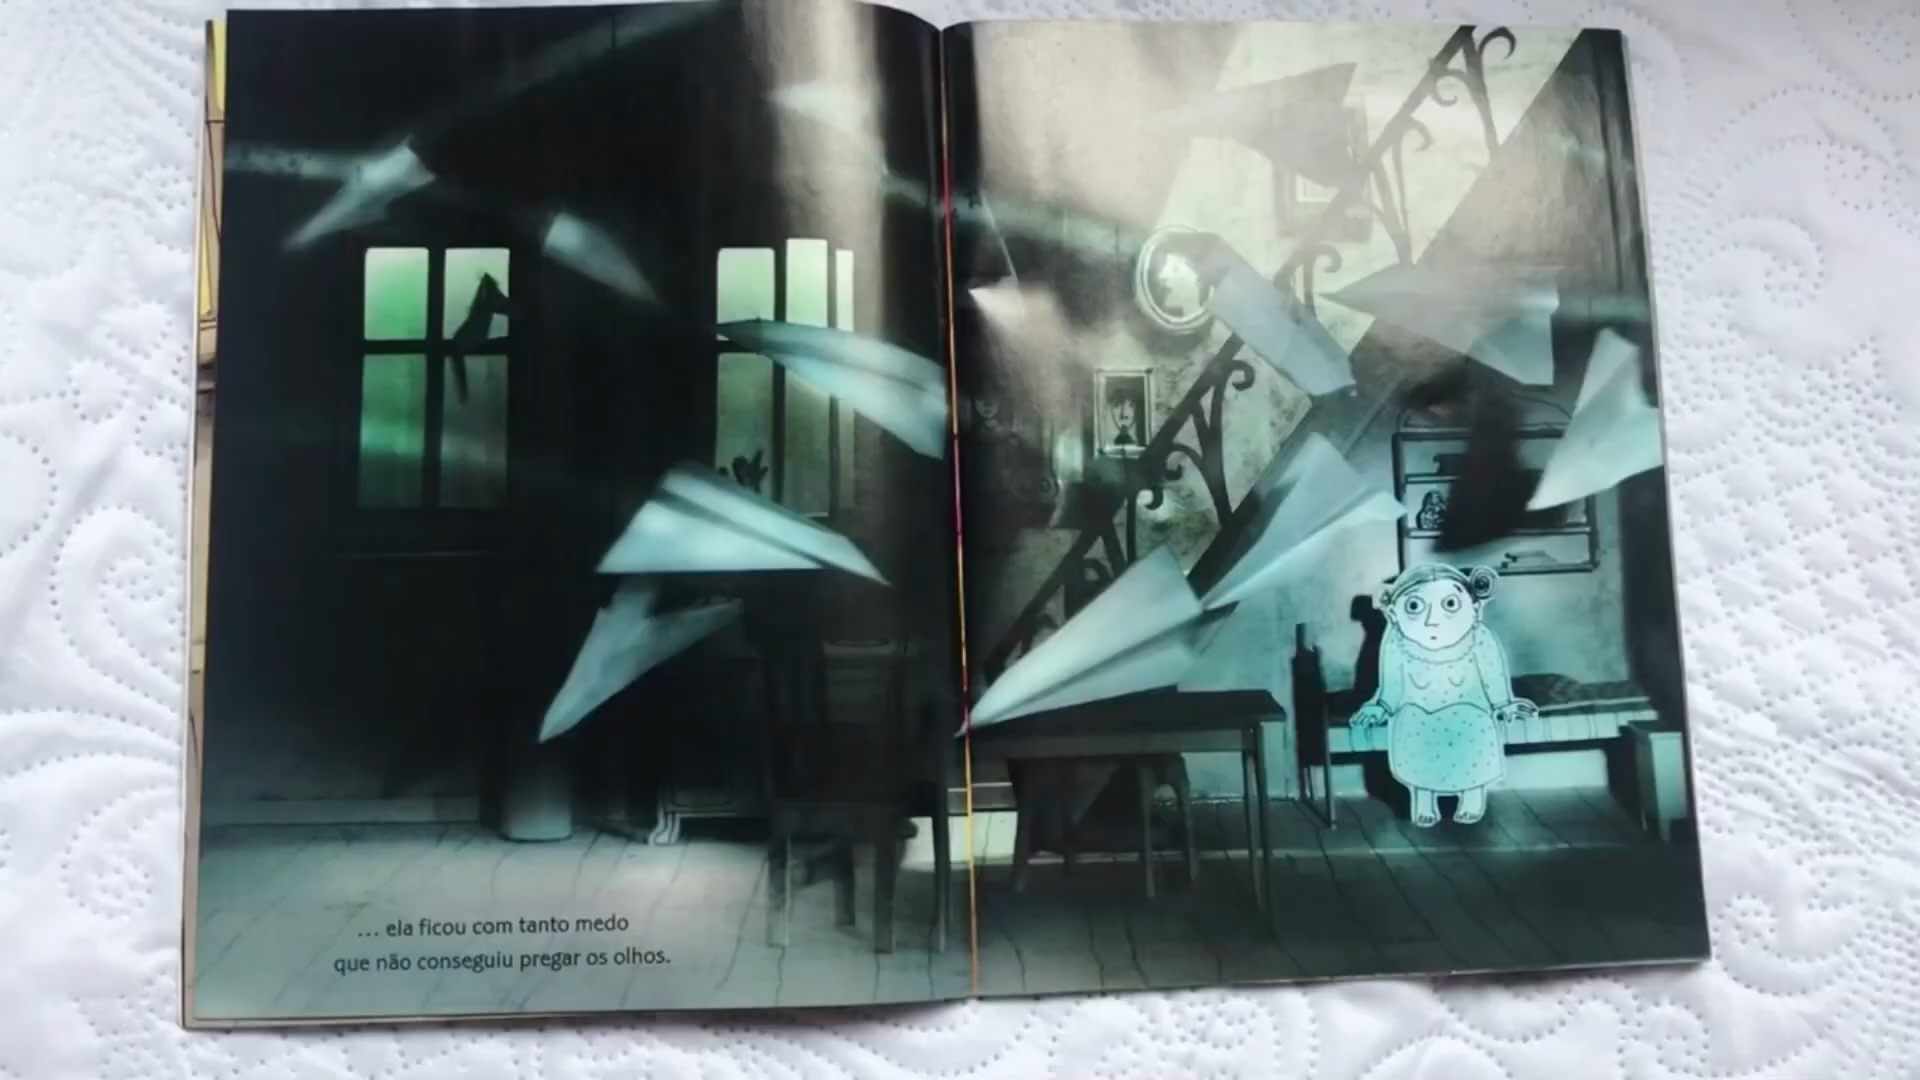 ... ela ficou com tanto medo
que não conseguiu pregar os olhos.